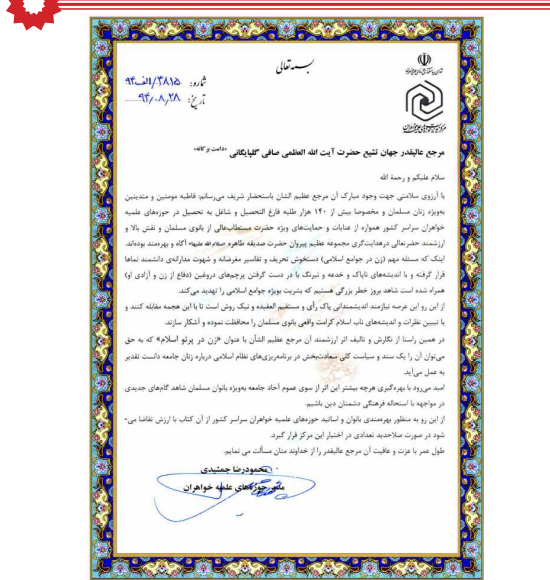 بسمه تعالی
شماره: ۳۸۱۵/الف/۹۴
تاریخ: ۹۴/۰۸/۲۸
مرجع عالیقدر جهان تشیع حضرت آیت الله العظمی صافی گلپایگانی «دامت برکاته»
سلام علیکم و رحمة الله
با آرزوی سلامتی جهت وجود مبارک آن مرجع عظیم الشان باستحضار شریف می‌رسانم: قاطبه مومنین و متدینین
به‌ویژه زنان مسلمان و مخصوصا بیش از ۱۴۰ هزار طلبه فارغ التحصیل و شاغل به تحصیل در حوزه‌های علمیه
خواهران سراسر کشور همواره از عنایات و حمایت‌های ویژه حضرت مستطاب‌عالی از بانوی مسلمان و نقش بالا و
ارزشمند حضرتعالی درهدایت‌گری مجموعه عظیم پیروان حضرت صدیقه طاهره سلام الله علیها آگاه و بهرمند بوده‌اند.
اینک که مسئله مهم (زن در جوامع اسلامی) دستخوش تحریف و تفاسیر مغرضانه و شهوت مدارانه‌ی دانشمند نماها
قرار گرفته و با اندیشه‌های ناپاک و خدعه و نیرنگ با در دست گرفتن پرچم‌های دروغین (دفاع از زن و آزادی او)
همراه شده است شاهد بروز خطر بزرگی هستیم که بشریت بویژه جوامع اسلامی را تهدید می‌کند.
از این رو این عرصه نیازمند اندیشمندانی پاک رأی و مستقیم العقیده و نیک روش است تا با این هجمه مقابله کنند و
با تبیین نظرات و اندیشه‌های ناب اسلام کرامت واقعی بانوی مسلمان را محافظت نموده و آشکار سازند.
در همین راستا از نگارش و تالیف اثر ارزشمند آن مرجع عظیم الشأن با عنوان «زن در پرتو اسلام» که به حق
می‌توان آن را یک سند و سیاست کلی سعادت‌بخش در برنامه‌ریزی‌های نظام اسلامی درباره زنان جامعه دانست تقدیر
به عمل می‌آید.
امید می‌رود با بهره‌گیری هرچه بیشتر این اثر از سوی عموم آحاد جامعه به‌ویژه بانوان مسلمان شاهد گام‌های جدیدی
در مواجهه با استحاله فرهنگی دشمنان دین باشیم.
از این رو به منظور بهره‌مندی بانوان و اساتید حوزه‌های علمیه خواهران سراسر کشور از آن کتاب با ارزش تقاضا می-
شود در صورت صلاحدید تعدادی در اختیار این مرکز قرار گیرد.
طول عمر با عزت و عافیت آن مرجع عالیقدر را از خداوند منان مسألت می نمایم.
محمودرضا جمشیدی
مدیر حوزه‌های علمیه خواهران